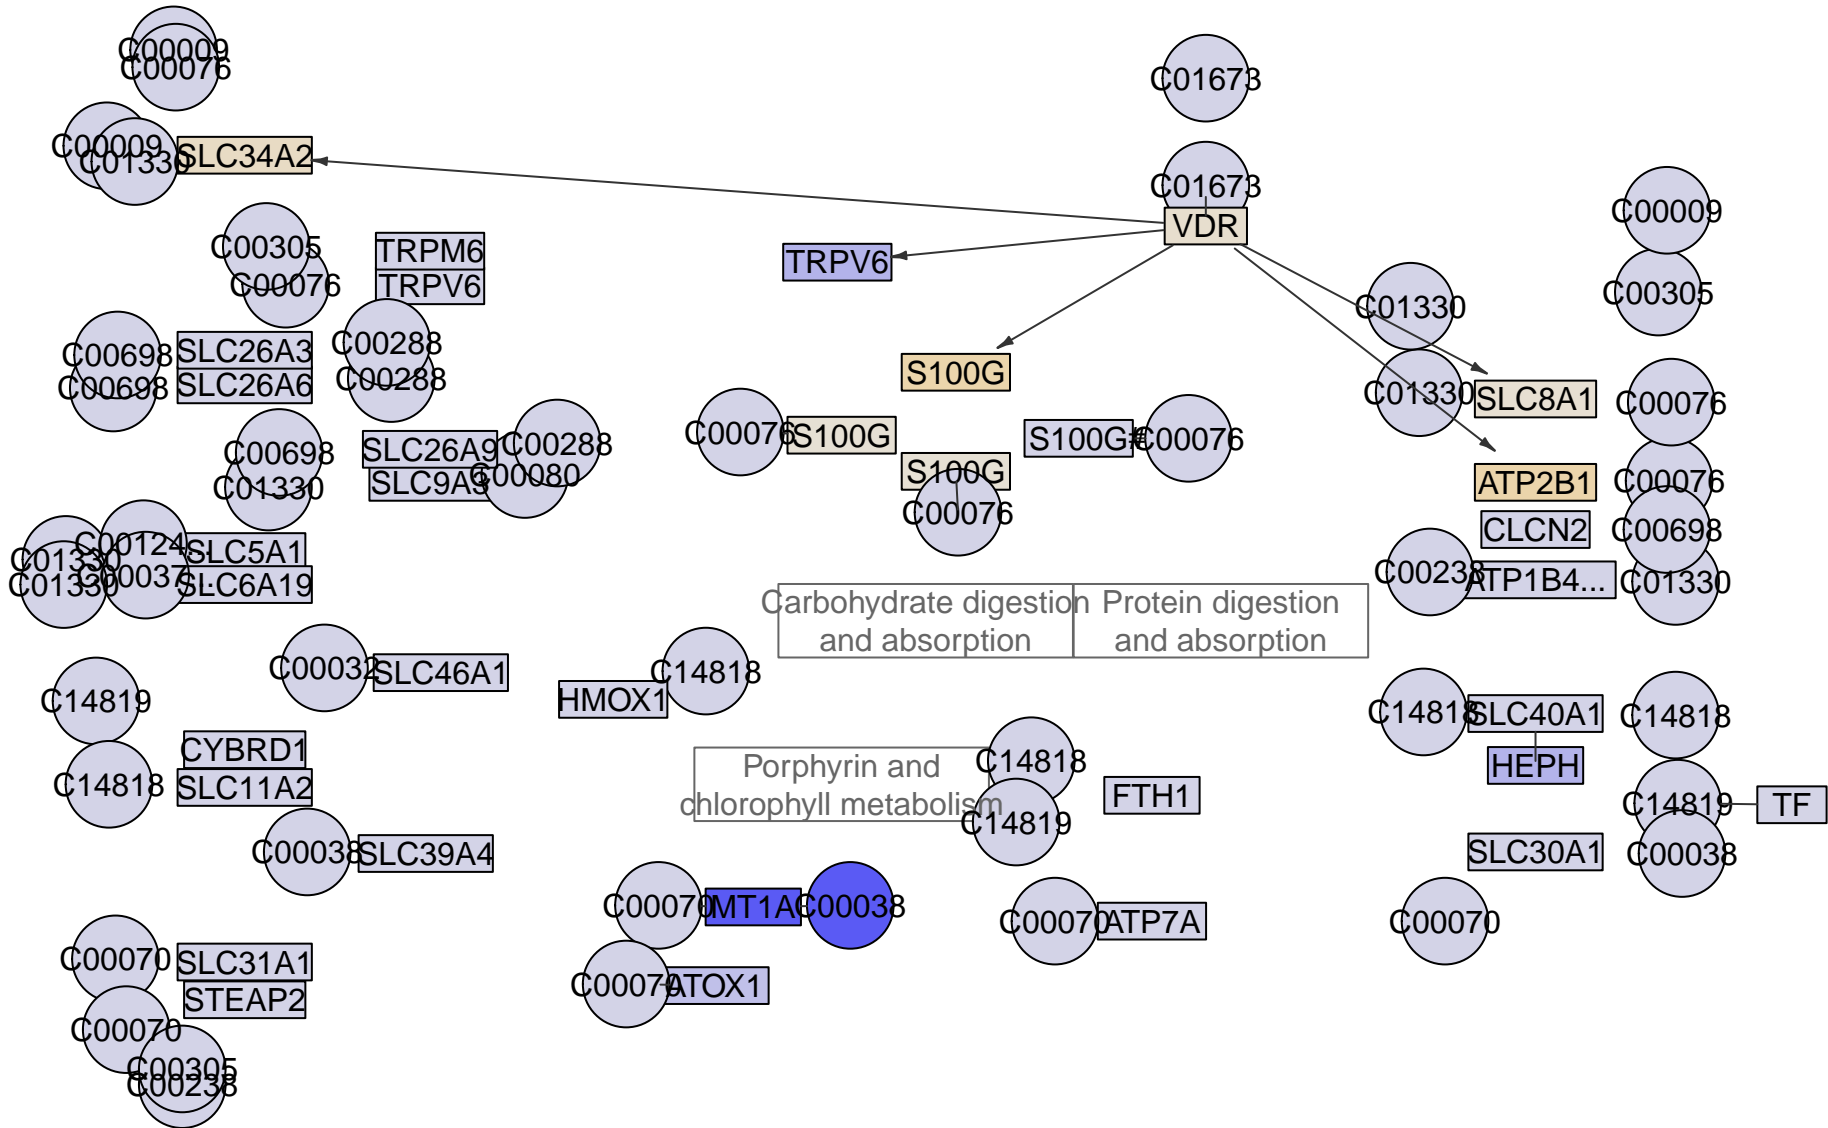 C00009
C00076
C01673
C00009
C01330
SLC34A2
C01673
VDR
C00009
C00305
TRPM6
C00076
TRPV6
TRPV6
C01330
C00305
C00698
SLC26A3
C00288
C00698
SLC26A6
C00288
S100G
C01330
SLC8A1
C00076
C00076
S100G
S100G#
C00076
C00698
SLC26A9
C00288
C01330
SLC9A3
C00080
S100G
C00076
ATP2B1
C00076
CLCN2
C00698
C01330
C00124...
SLC5A1
C01330
C00037...
SLC6A19
C00238
ATP1B4...
C01330
Carbohydrate digestion
and absorption
Protein digestion
and absorption
C00032
SLC46A1
C14818
HMOX1
C14819
C14818
SLC40A1
C14818
HEPH
CYBRD1
C14818
SLC11A2
Porphyrin and
chlorophyll metabolism
C14818
C14819
FTH1
C14819
TF
C00038
SLC39A4
SLC30A1
C00038
C00070
MT1A
C00038
C00070
ATP7A
C00070
C00070
SLC31A1
STEAP2
C00070
ATOX1
C00070
C00305
C00238